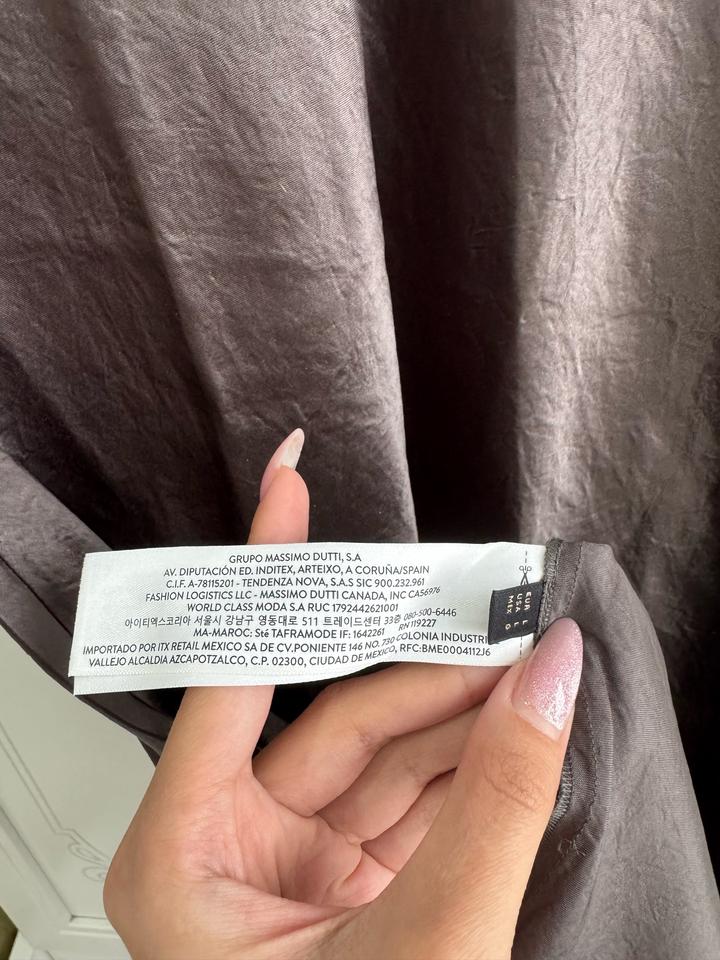 GRUPO MASSIMO DUTTI, S.A
AV. DIPUTACIÓN ED. INDITEX, ARTEIXO, A CORUÑA/SPAIN
C.I.F. A-78115201 - TENDENZA NOVA, S.A.S SIC 900.232.961
FASHION LOGISTICS LLC - MASSIMO DUTTI CANADA, INC CA56976
WORLD CLASS MODA S.A RUC 1792442621001
아이티엑스코리아 서울시 강남구 영동대로 511 트레이드센터 33층 080-500-6446
MA-MAROC: Sté TAFRAMODE IF: 1642261 RN 119227
IMPORTADO POR ITX RETAIL MEXICO SA DE CV.PONIENTE 146 NO. 730 COLONIA INDUSTRI
VALLEJO ALCALDIA AZCAPOTZALCO, C.P. 02300, CIUDAD DE MEXICO, RFC:BME0004112J6
EUR L
USA L
MEX G